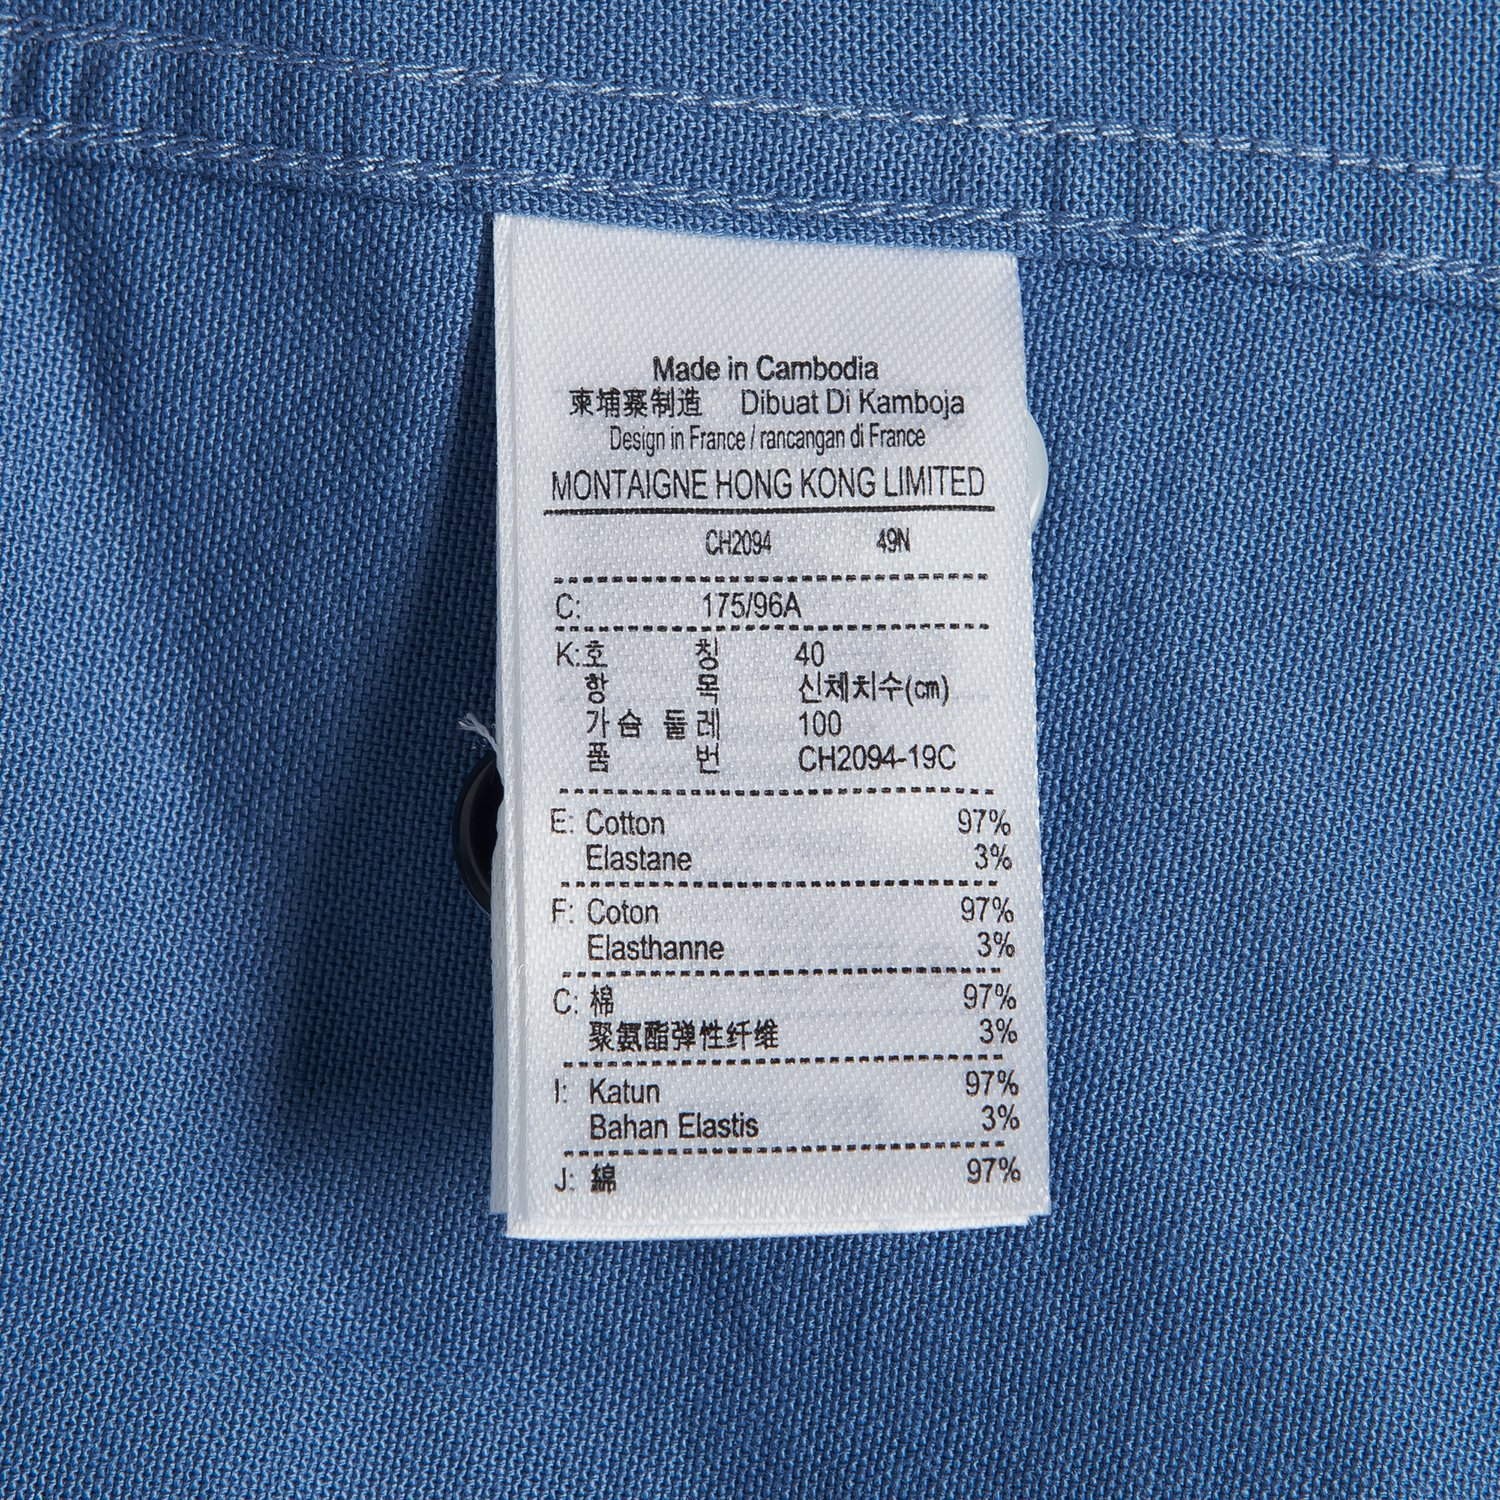 Made in Cambodia
柬埔寨制造 Dibuat Di Kamboja
Design in France / rancangan di France
MONTAIGNE HONG KONG LIMITED
CH2094 49N
C: 175/96A
K:호 칭 40
항 목 신체치수(㎝)
가슴 둘레 100
품 번 CH2094-19C
E: Cotton 97%
Elastane 3%
F: Coton 97%
Elasthanne 3%
C: 棉 97%
聚氨酯弹性纤维 3%
I: Katun 97%
Bahan Elastis 3%
J: 綿 97%